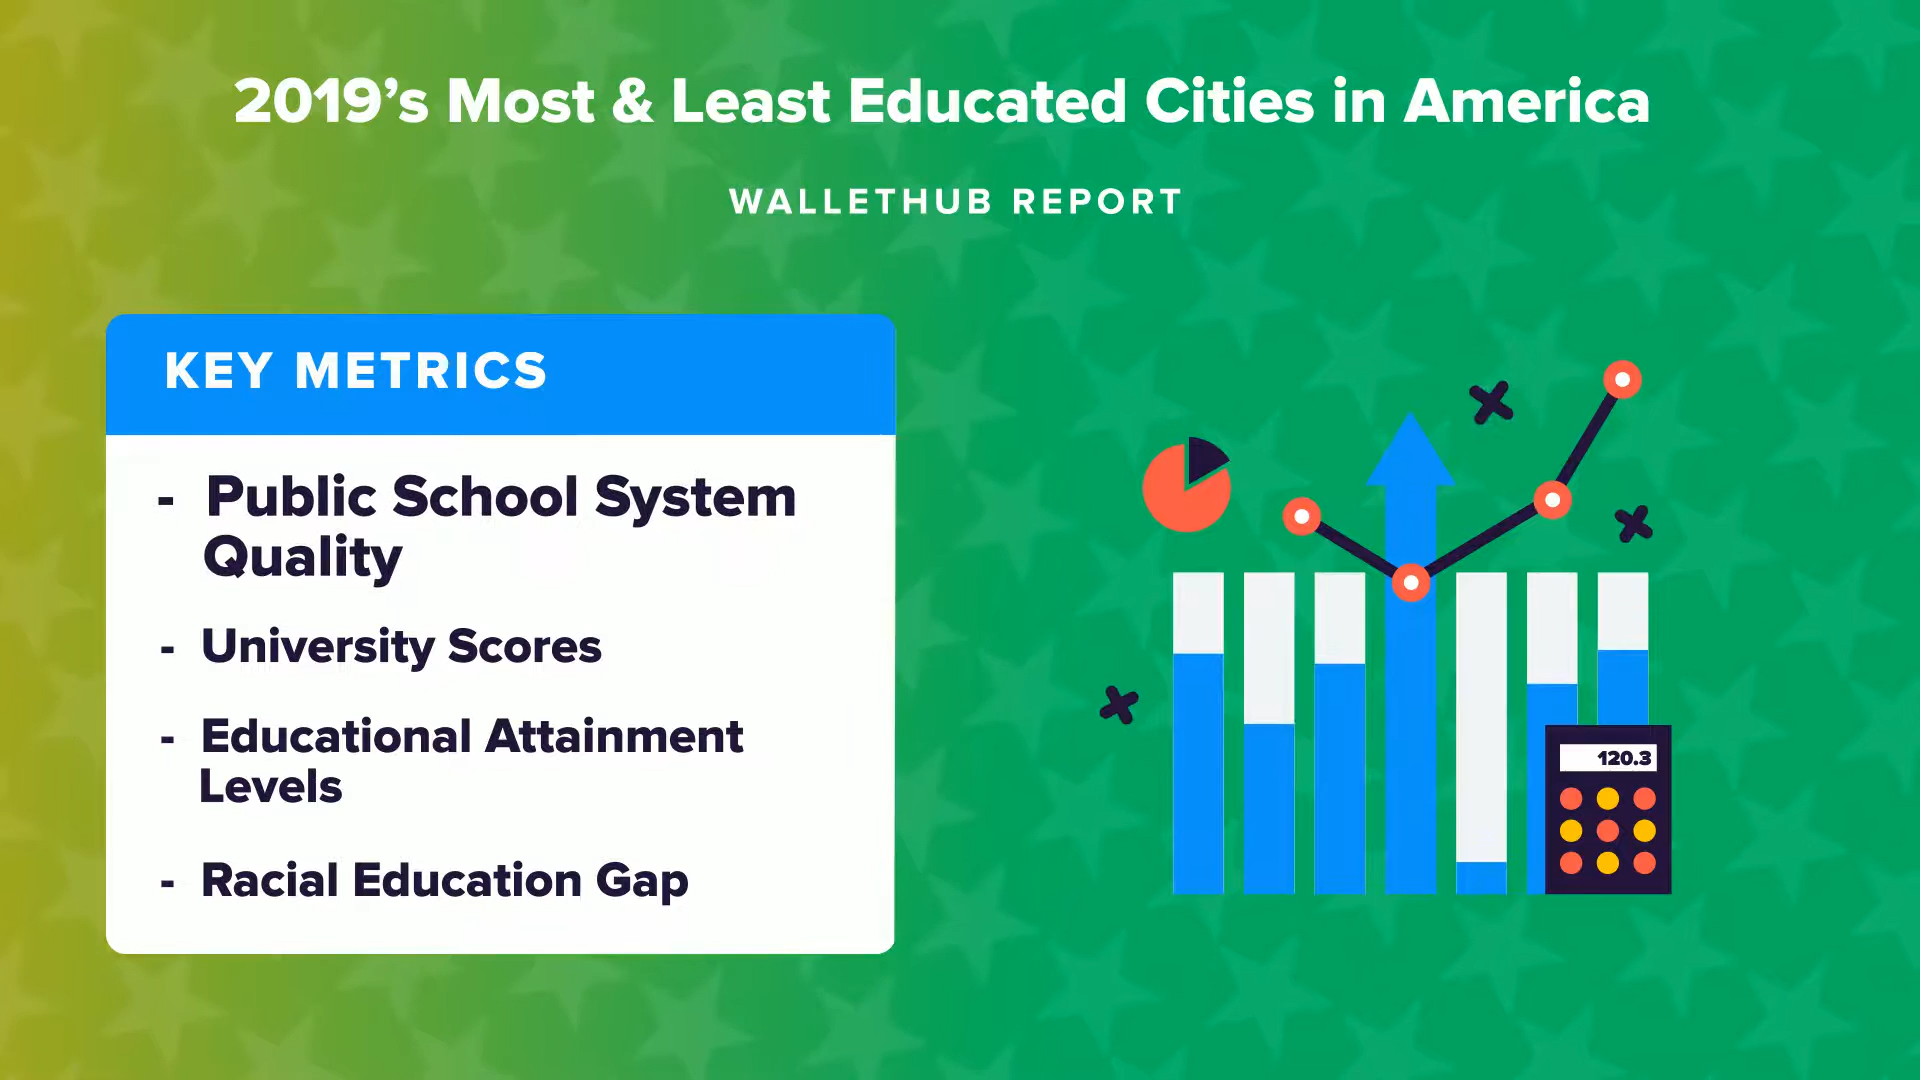 2019’s Most & Least Educated Cities in America
WALLETHUB REPORT
KEY METRICS
- Public School System
Quality
- University Scores
- Educational Attainment
Levels
- Racial Education Gap
120.3